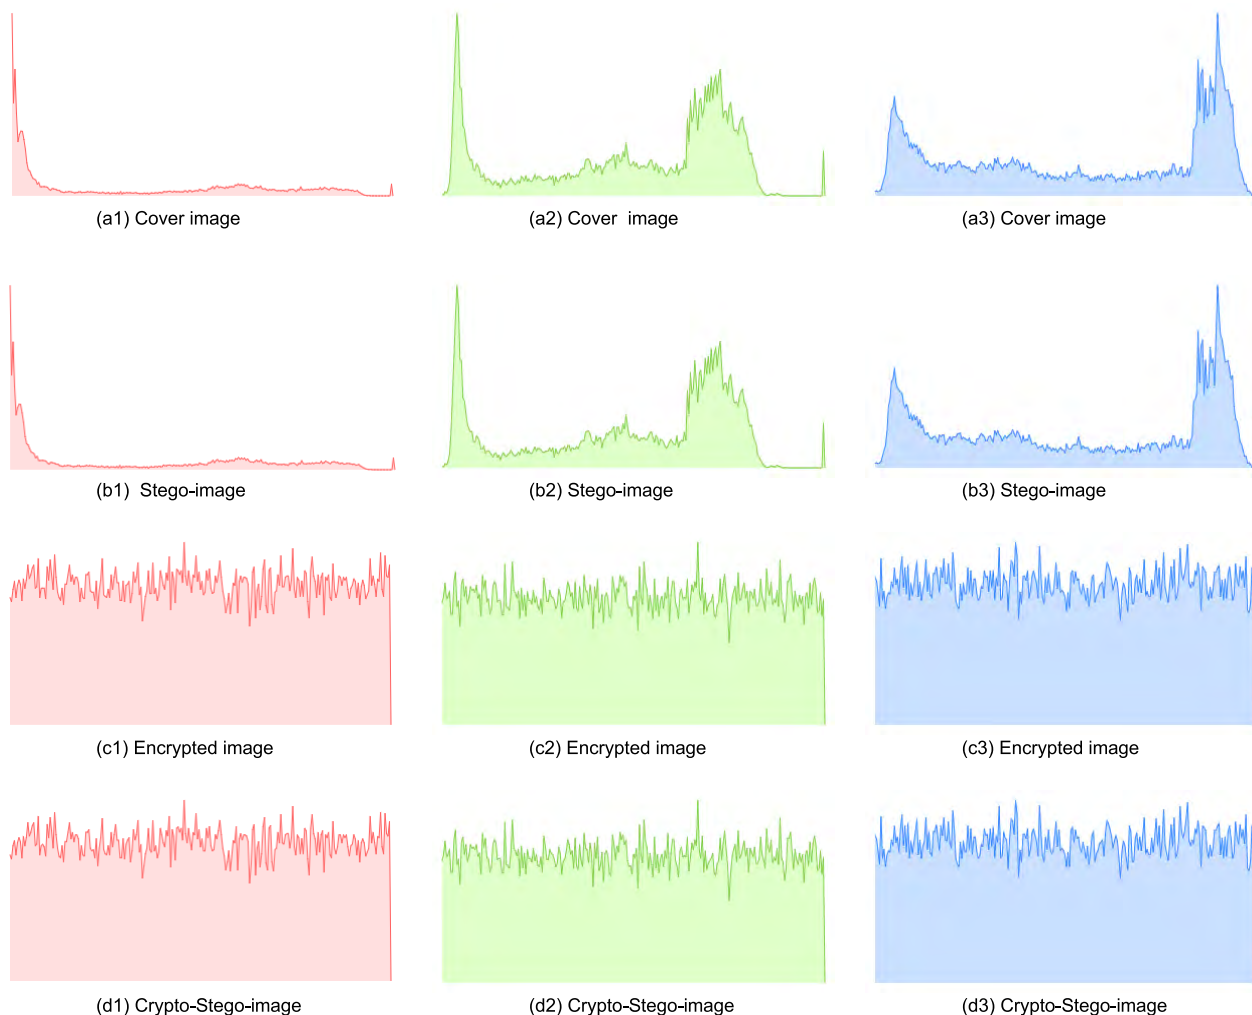 (a1) Cover image
(a2) Cover image
(a3) Cover image
(b1) Stego-image
(b2) Stego-image
(b3) Stego-image
(c1) Encrypted image
(c2) Encrypted image
(c3) Encrypted image
(d1) Crypto-Stego-image
(d2) Crypto-Stego-image
(d3) Crypto-Stego-image